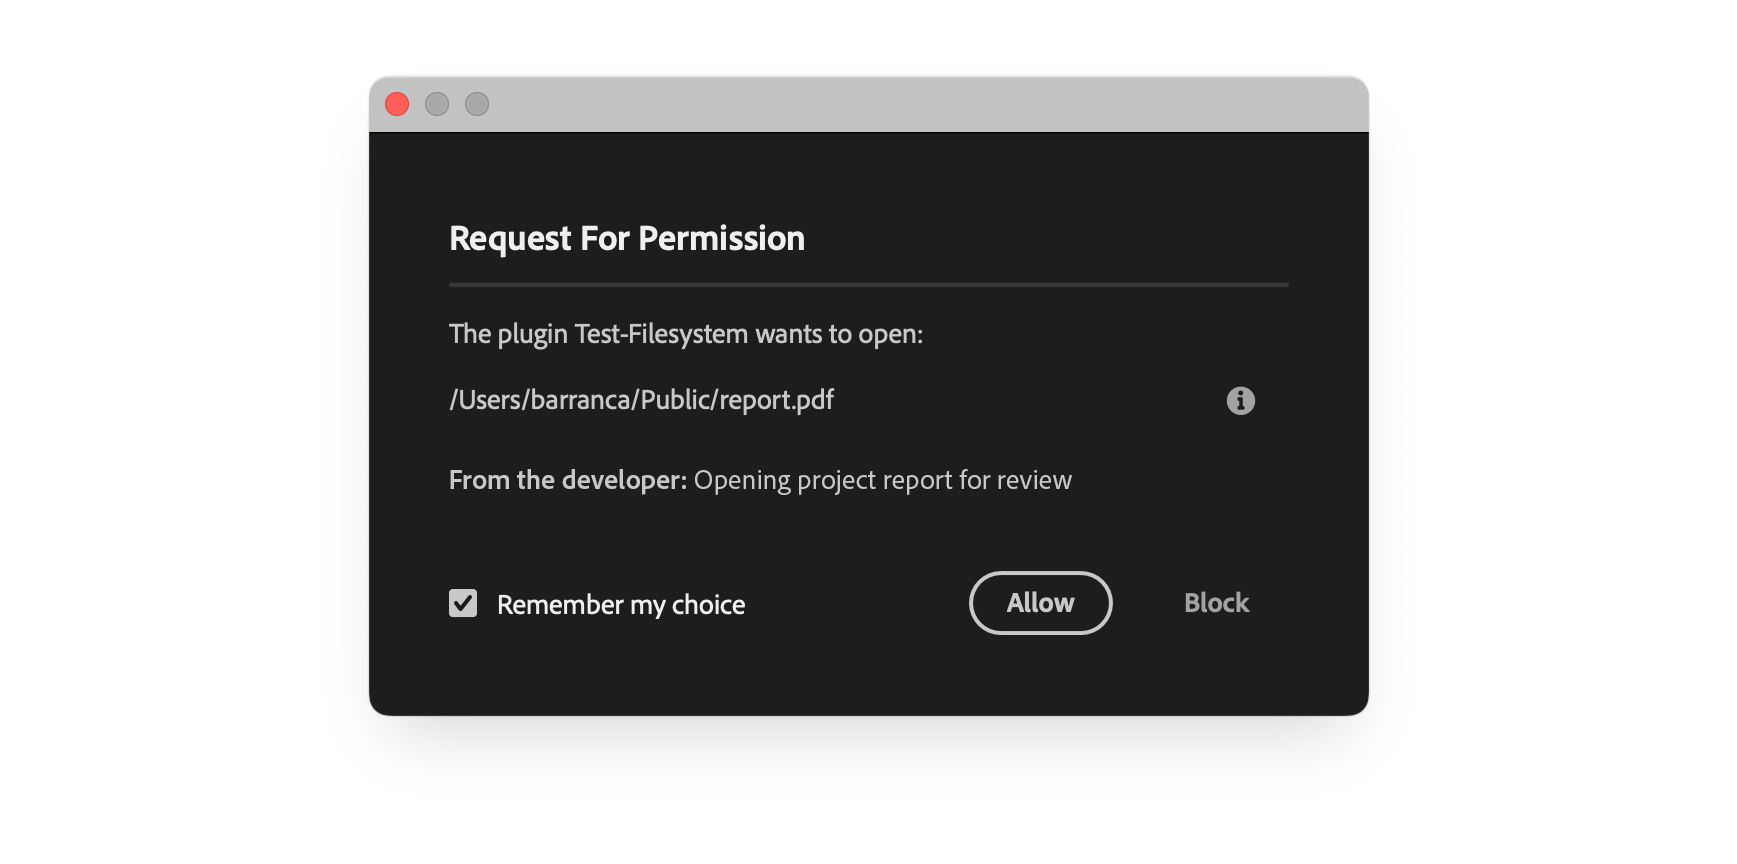 Request For Permission
The plugin Test-Filesystem wants to open:
/Users/barranca/Public/report.pdf
From the developer: Opening project report for review
Remember my choice
Allow
Block